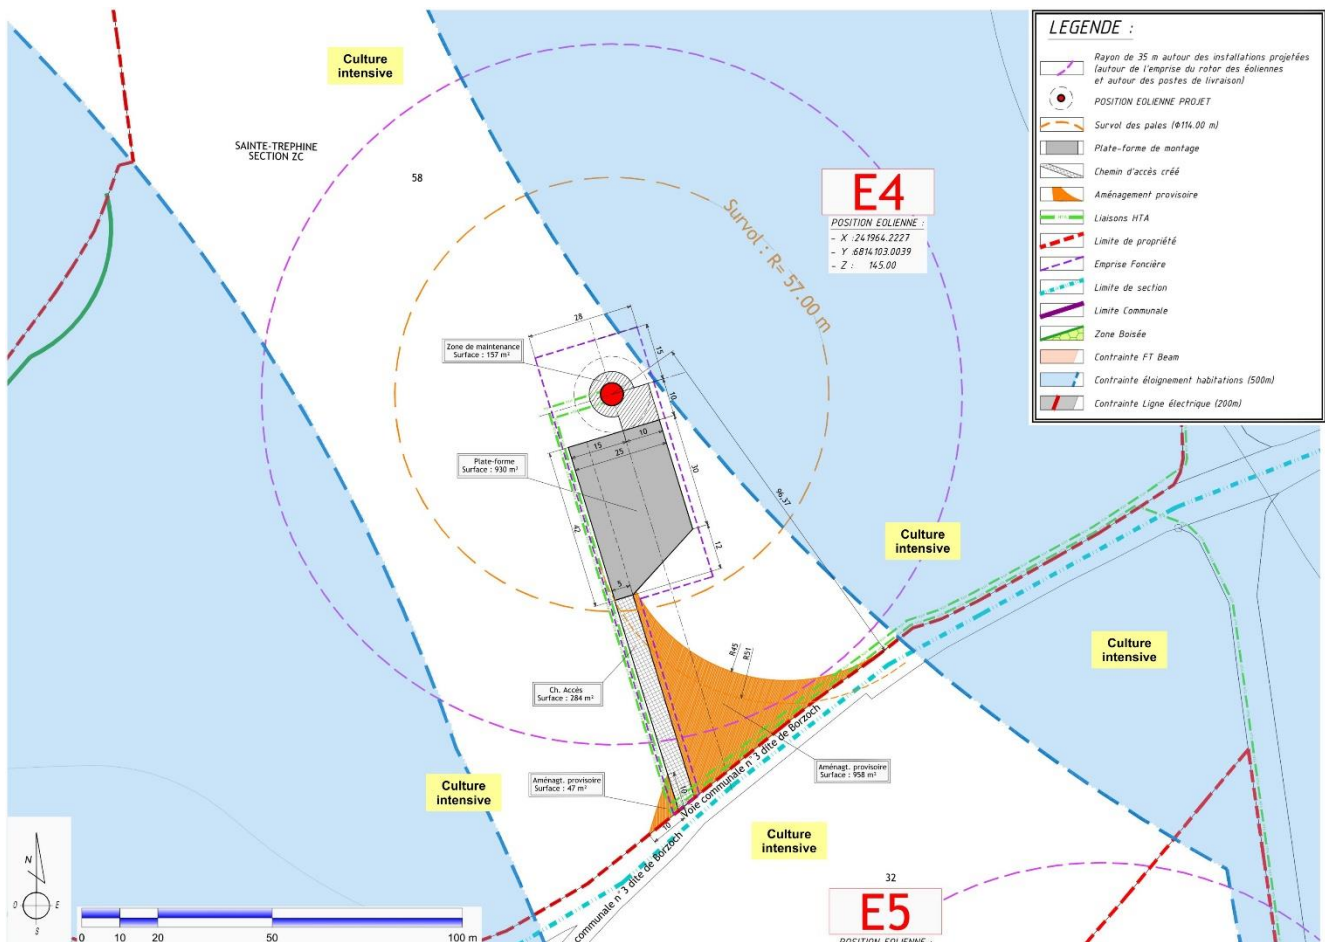 Culture
intensive
SAINTE-TREPHINE
SECTION ZC
58
Survol : R= 57.00 m
E4
POSITION EOLIENNE :
- X :241964.2227
- Y :6814103.0039
- Z : 145.00
LEGENDE :
Rayon de 35 m autour des installations projetées
(autour de l'emprise du rotor des éoliennes
et autour des postes de livraison)
POSITION EOLIENNE PROJET
Survol des pales (Φ114.00 m)
Plate-forme de montage
Chemin d'accès créé
Aménagement provisoire
Liaisons HTA
Limite de propriété
Emprise Foncière
Limite de section
Limite Communale
Zone Boisée
Contrainte FT Beam
Contrainte éloignement habitations (500m)
Contrainte Ligne électrique (200m)
28
15
Zone de maintenance
Surface : 157 m²
10
15
10
25
30
Plate-forme
Surface : 930 m²
42
96,37
12
5
Culture
intensive
R45
R51
Culture
intensive
Ch. Accès
Surface : 284 m²
Aménagt. provisoire
Surface : 958 m²
Culture
intensive
Aménagt. provisoire
Surface : 47 m²
10
10
Voie communale n°3 dite de Borzoch
communale n°3 dite de Borzoch
Culture
intensive
32
E5
POSITION EOLIENNE :
N
O
E
S
0
10
20
50
100 m